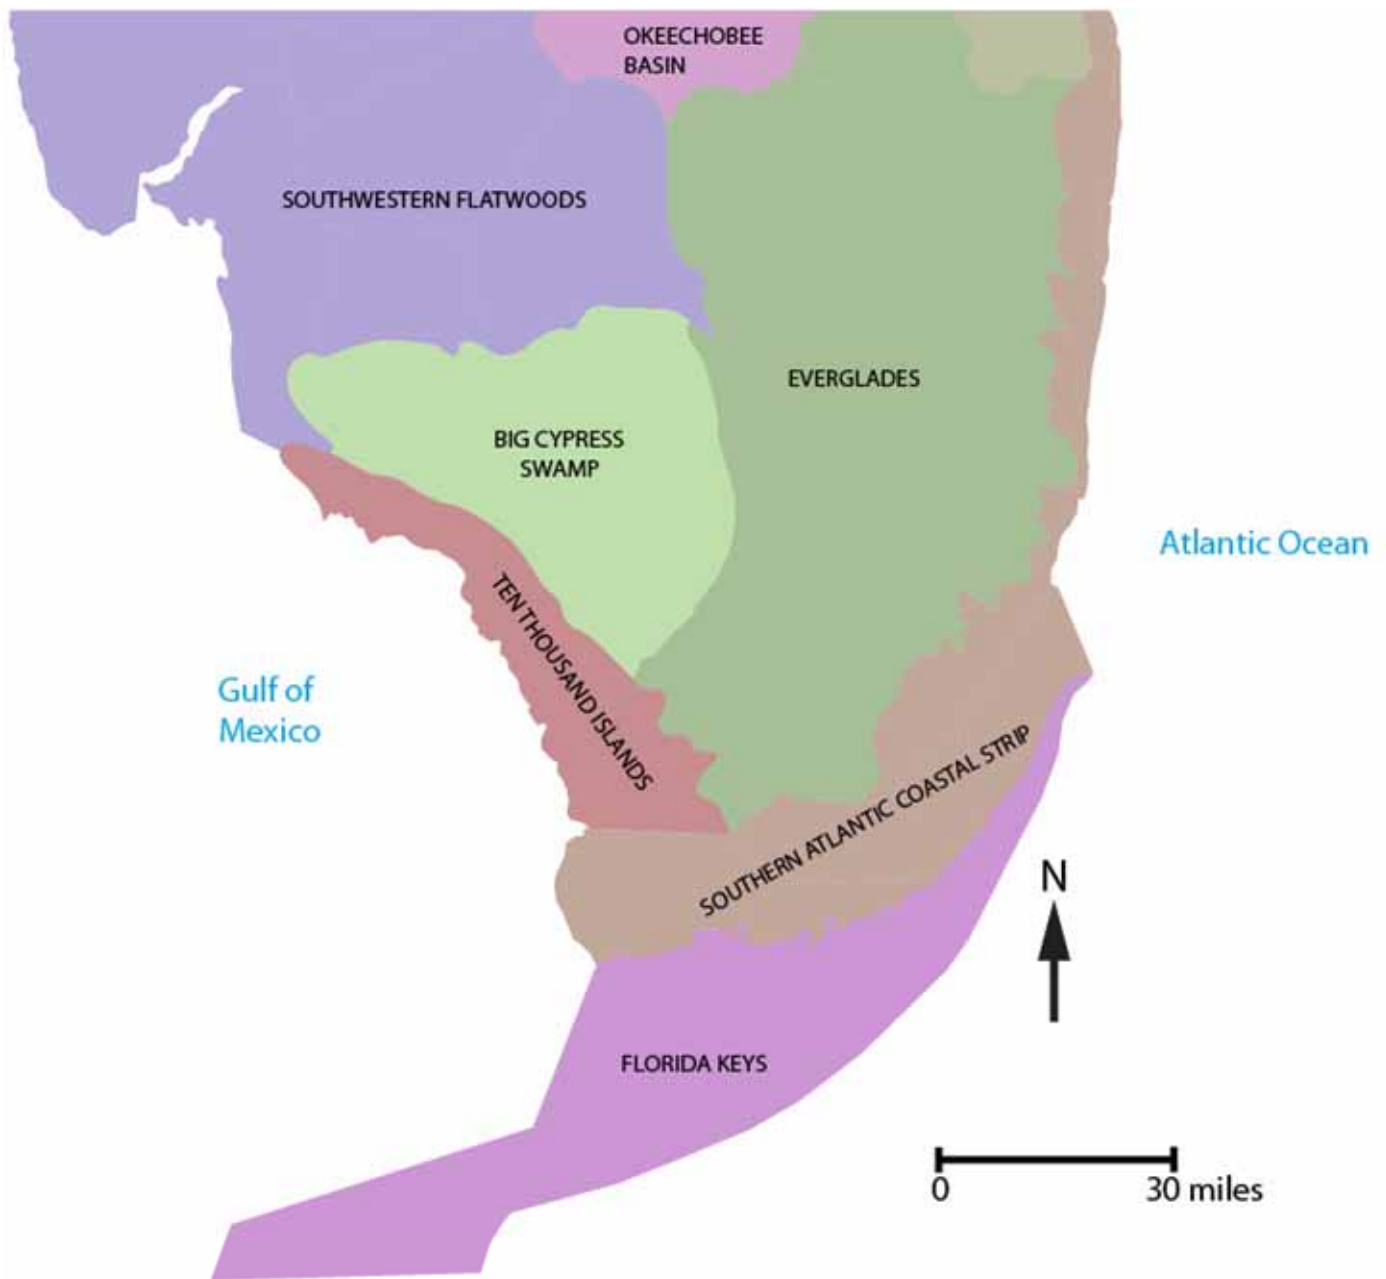 OKEECHOBEE
BASIN
SOUTHWESTERN FLATWOODS
EVERGLADES
BIG CYPRESS
SWAMP
Atlantic Ocean
TEN THOUSAND ISLANDS
Gulf of
Mexico
SOUTHERN ATLANTIC COASTAL STRIP
N
FLORIDA KEYS
0 30 miles